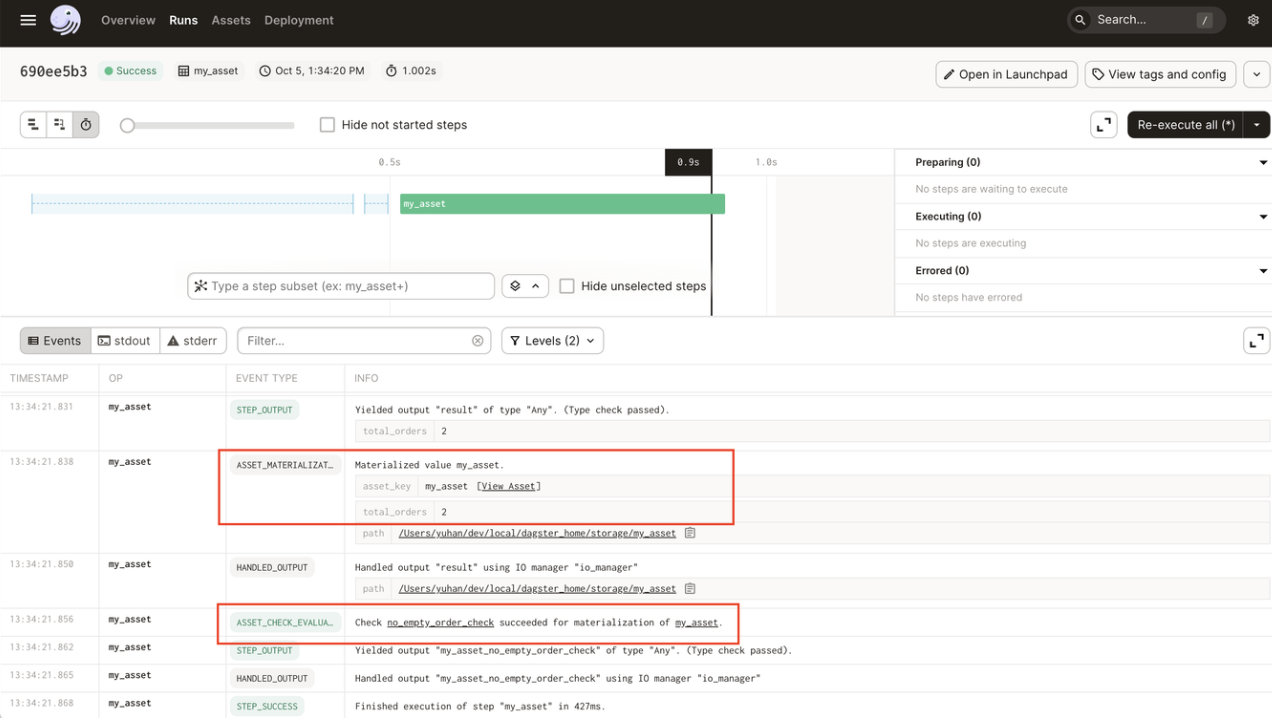 Overview Runs Assets Deployment Search... /
690ee5b3 Success my_asset Oct 5, 1:34:20 PM 1.002s Open in Launchpad View tags and config
Hide not started steps Re-execute all (*)
0.5s 0.9s 1.0s
my_asset
Type a step subset (ex: my_asset+) Hide unselected steps
Preparing (0)
No steps are waiting to execute
Executing (0)
No steps are executing
Errored (0)
No steps have errored
Events stdout stderr Filter... Levels (2)
TIMESTAMP OP EVENT TYPE INFO
13:34:21.831 my_asset STEP_OUTPUT Yielded output "result" of type "Any". (Type check passed).
total_orders 2
13:34:21.838 my_asset ASSET_MATERIALIZAT… Materialized value my_asset.
asset_key my_asset [View Asset]
total_orders 2
path /Users/yuhan/dev/local/dagster_home/storage/my_asset
13:34:21.850 my_asset HANDLED_OUTPUT Handled output "result" using IO manager "io_manager"
path /Users/yuhan/dev/local/dagster_home/storage/my_asset
13:34:21.856 my_asset ASSET_CHECK_EVALUA… Check no_empty_order_check succeeded for materialization of my_asset.
13:34:21.862 my_asset STEP_OUTPUT Yielded output "my_asset_no_empty_order_check" of type "Any". (Type check passed).
13:34:21.865 my_asset HANDLED_OUTPUT Handled output "my_asset_no_empty_order_check" using IO manager "io_manager"
13:34:21.868 my_asset STEP_SUCCESS Finished execution of step "my_asset" in 427ms.